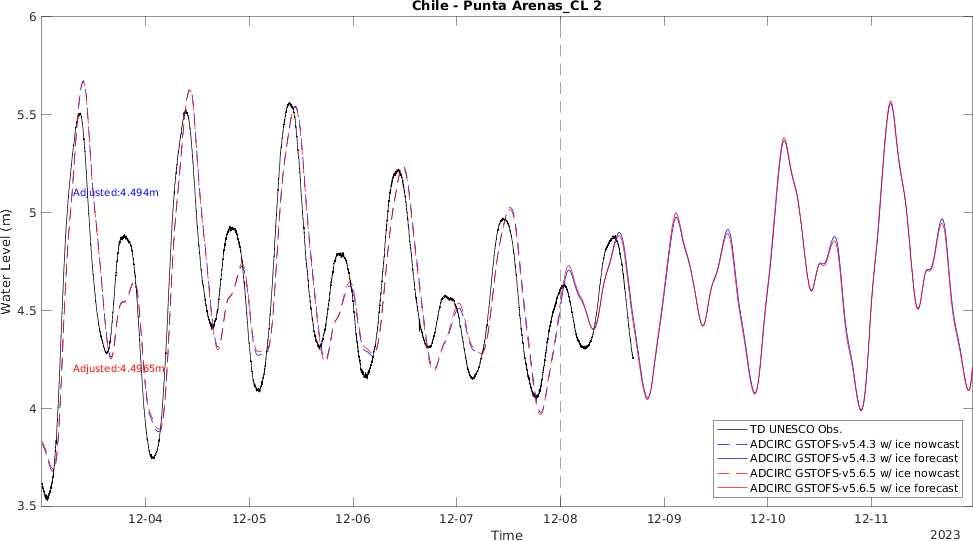 Chile - Punta Arenas_CL 2
6
5.5
5
4.5
4
3.5
Water Level (m)
Adjusted:4.494m
Adjusted:4.4965m
TD UNESCO Obs.
ADCIRC GSTOFS-v5.4.3 w/ ice nowcast
ADCIRC GSTOFS-v5.4.3 w/ ice forecast
ADCIRC GSTOFS-v5.6.5 w/ ice nowcast
ADCIRC GSTOFS-v5.6.5 w/ ice forecast
12-04 12-05 12-06 12-07 12-08 12-09 12-10 12-11
Time
2023